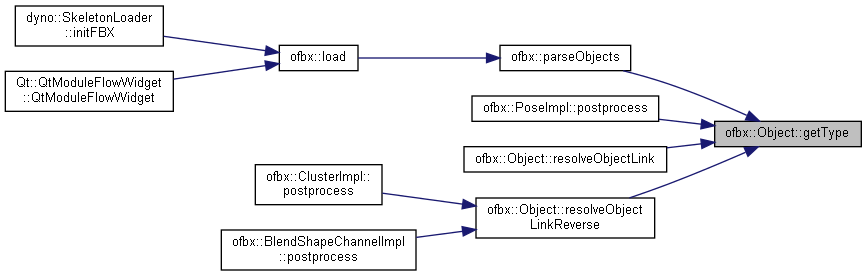 dyno::SkeletonLoader
::initFBX
Qt::QtModuleFlowWidget
::QtModuleFlowWidget
ofbx::load
ofbx::parseObjects
ofbx::PoseImpl::postprocess
ofbx::Object::resolveObjectLink
ofbx::Object::getType
ofbx::ClusterImpl::
postprocess
ofbx::BlendShapeChannelImpl
::postprocess
ofbx::Object::resolveObject
LinkReverse